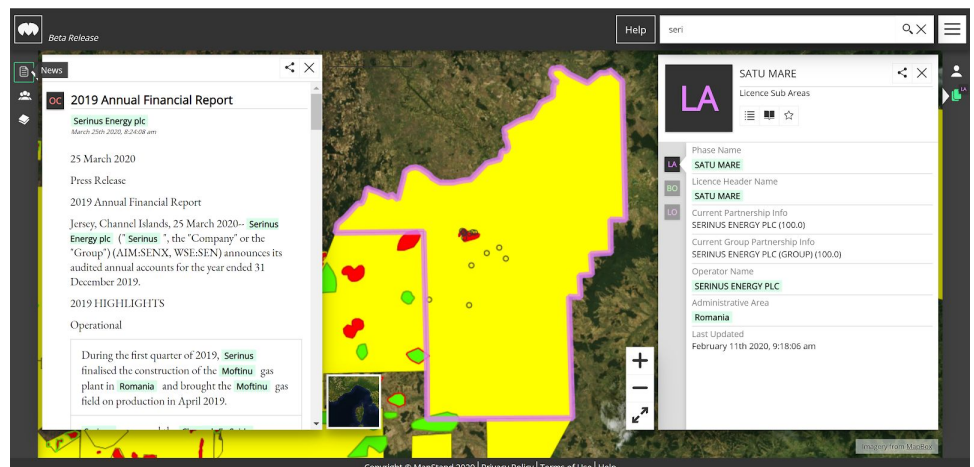 Beta Release
Help
seri
News
OC
2019 Annual Financial Report
Serinus Energy plc
March 25th 2020, 8:24:08 am
25 March 2020
Press Release
2019 Annual Financial Report
Jersey, Channel Islands, 25 March 2020-- Serinus
Energy plc (" Serinus ", the "Company" or the
"Group") (AIM:SENX, WSE:SEN) announces its
audited annual accounts for the year ended 31
December 2019.
2019 HIGHLIGHTS
Operational
During the first quarter of 2019, Serinus
finalised the construction of the Moftinu gas
plant in Romania and brought the Moftinu gas
field on production in April 2019.
LA
SATU MARE
Licence Sub Areas
LA
BO
LO
Phase Name
SATU MARE
Licence Header Name
SATU MARE
Current Partnership Info
SERINUS ENERGY PLC (100.0)
Current Group Partnership Info
SERINUS ENERGY PLC (GROUP) (100.0)
Operator Name
SERINUS ENERGY PLC
Administrative Area
Romania
Last Updated
February 11th 2020, 9:18:06 am
LA
Imagery from MapBox
Copyright © MapStand 2020 | Privacy Policy | Terms of Use | Help